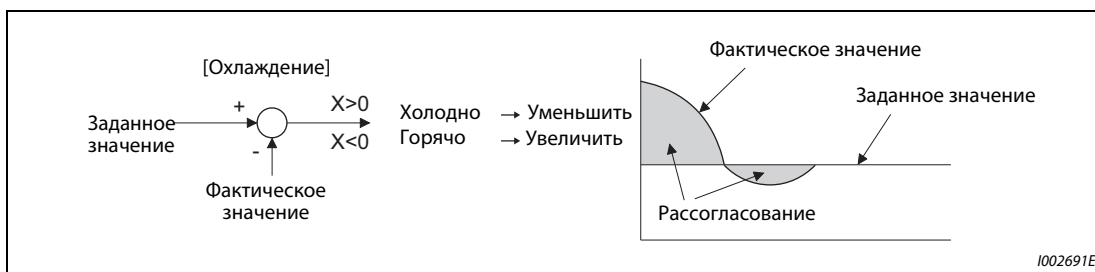 [Охлаждение]
+
X>0
Заданное
значение
-
X<0
Фактическое
значение
Холодно → Уменьшить
Горячо → Увеличить
Фактическое значение
Заданное значение
Рассогласование
I002691E